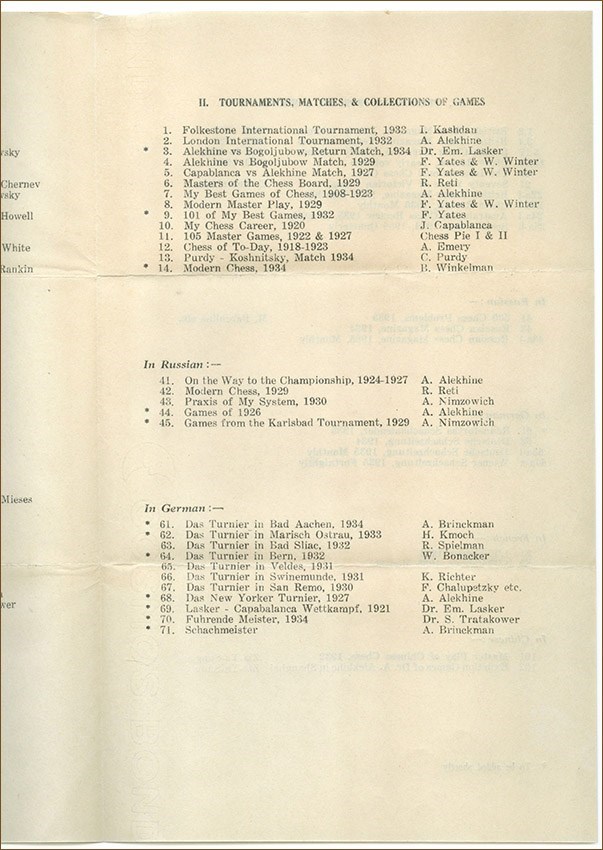 II. TOURNAMENTS, MATCHES, & COLLECTIONS OF GAMES
1. Folkestone International Tournament, 1933 I. Kashdan
2. London International Tournament, 1932 A. Alekhine
* 3. Alekhine vs Bogoljubow, Return Match, 1934 Dr. Em. Lasker
4. Alekhine vs Bogoljubow Match, 1929 F. Yates & W. Winter
5. Capablanca vs Alekhine Match, 1927 F. Yates & W. Winter
6. Masters of the Chess Board, 1929 R. Reti
7. My Best Games of Chess, 1908-1923 A. Alekhine
8. Modern Master Play, 1929 F. Yates & W. Winter
* 9. 101 of My Best Games, 1932 F. Yates
10. My Chess Career, 1920 J. Capablanca
11. 105 Master Games, 1922 & 1927 Chess Pie I & II
12. Chess of To-Day, 1918-1923 A. Emery
13. Purdy - Koshnitsky, Match 1934 C. Purdy
* 14. Modern Chess, 1934 B. Winkelman
vsky
Chernev
vsky
Howell
White
Rankin
In Russian :—
41. On the Way to the Championship, 1924-1927 A. Alekhine
42. Modern Chess, 1929 R. Reti
43. Praxis of My System, 1930 A. Nimzowich
* 44. Games of 1926 A. Alekhine
* 45. Games from the Karlsbad Tournament, 1929 A. Nimzowich
Mieses
In German :—
* 61. Das Turnier in Bad Aachen, 1934 A. Brinckman
* 62. Das Turnier in Marisch Ostrau, 1933 H. Kmoch
63. Das Turnier in Bad Sliac, 1932 R. Spielman
* 64. Das Turnier in Bern, 1932 W. Bonacker
65. Das Turnier in Veldes, 1931
66. Das Turnier in Swinemunde, 1931 K. Richter
67. Das Turnier in San Remo, 1930 F. Chalupetzky etc.
* 68. Das New Yorker Turnier, 1927 A. Alekhine
* 69. Lasker - Capabalanca Wettkampf, 1921 Dr. Em. Lasker
* 70. Fuhrende Meister, 1934 Dr. S. Tratakower
* 71. Schachmeister A. Brinckman
wer